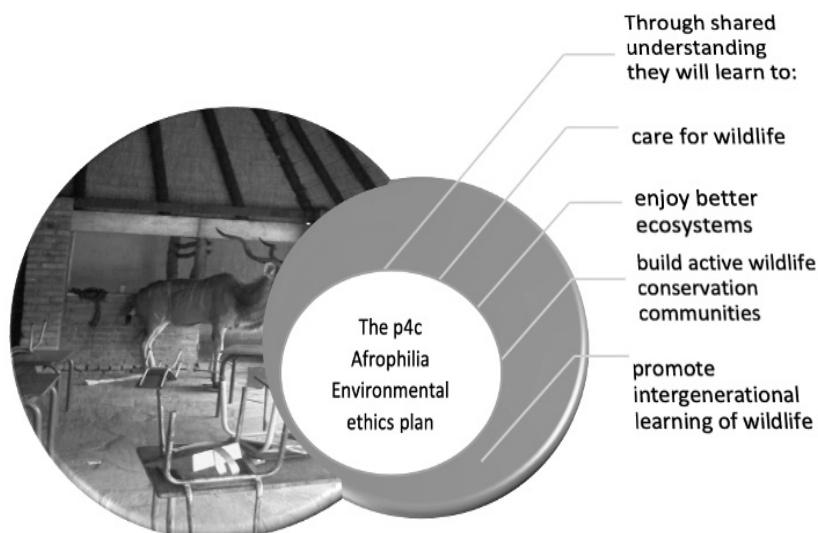 Through shared
understanding
they will learn to:
care for wildlife
enjoy better
ecosystems
build active wildlife
conservation
communities
promote
intergenerational
learning of wildlife
The p4c
Afrophilia
Environmental
ethics plan